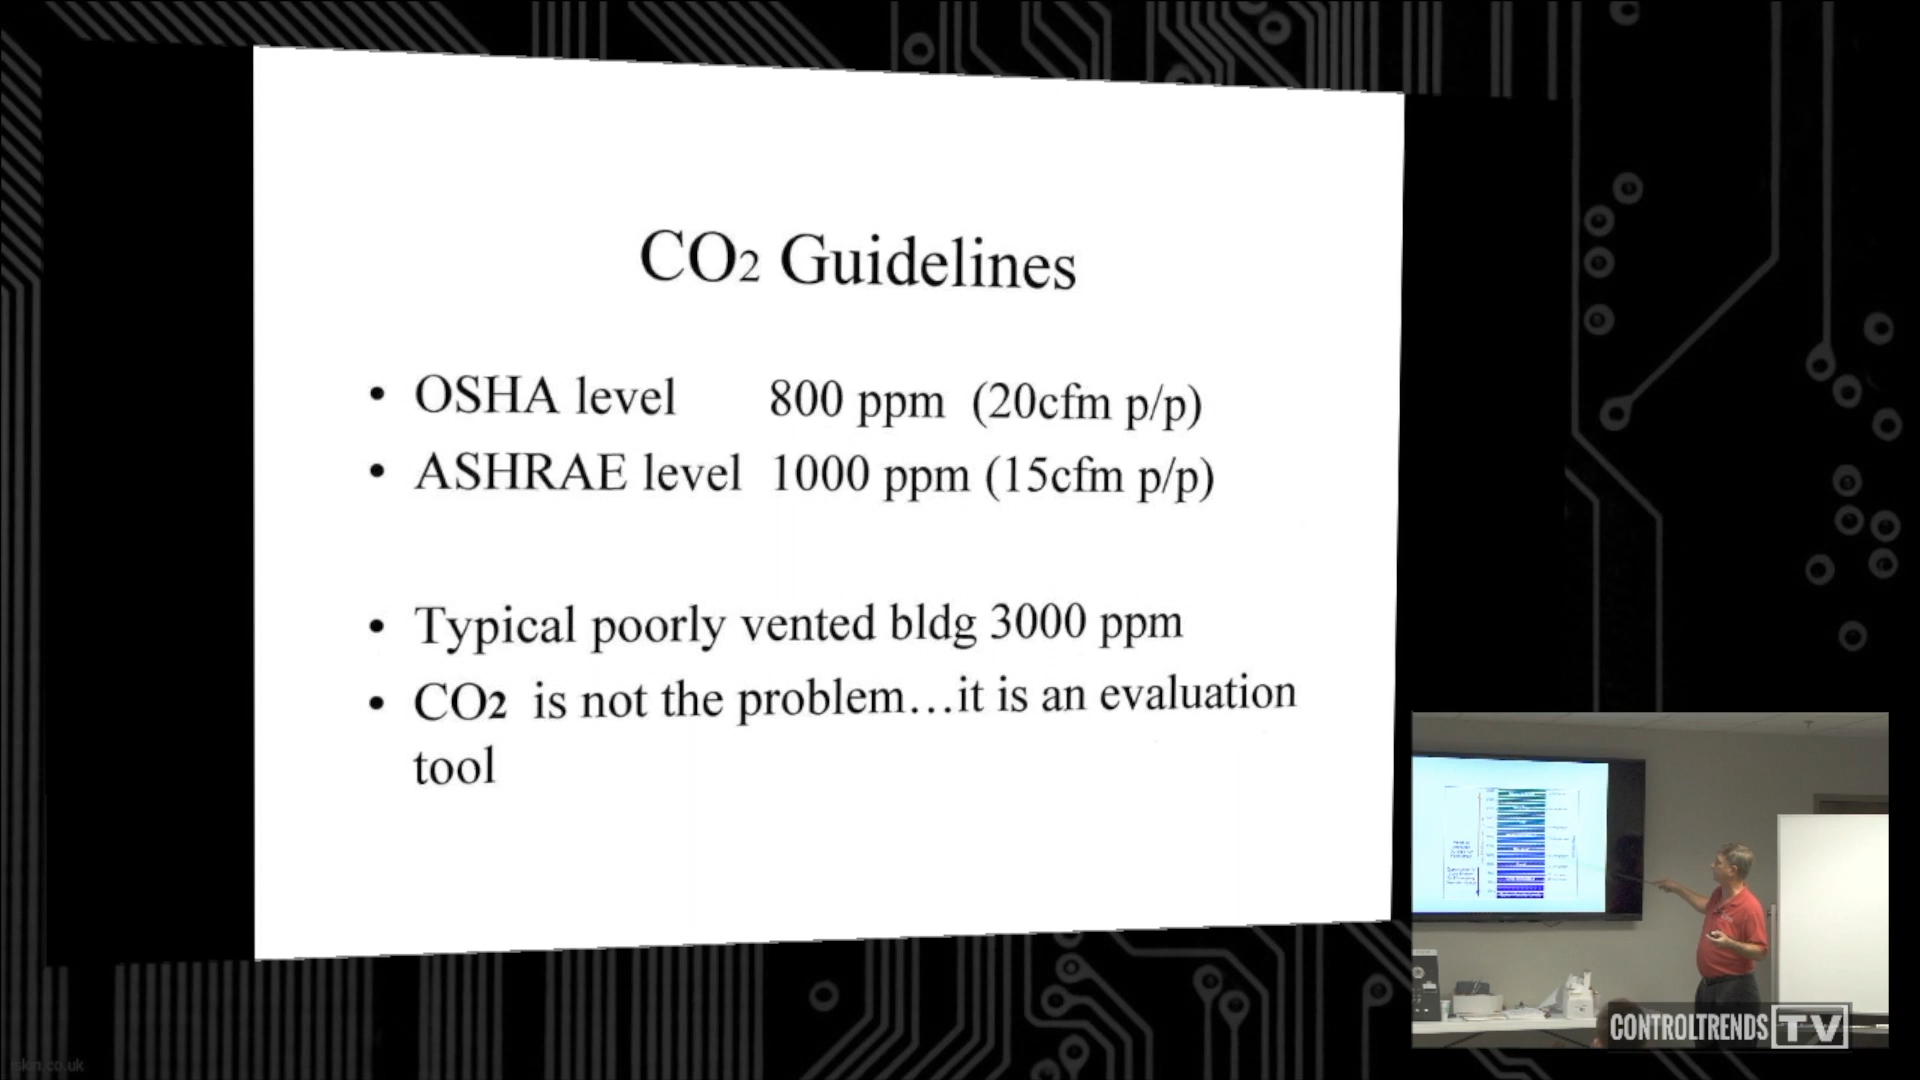 CO2 Guidelines
• OSHA level 800 ppm (20cfm p/p)
• ASHRAE level 1000 ppm (15cfm p/p)
• Typical poorly vented bldg 3000 ppm
• CO2 is not the problem…it is an evaluation
tool
CONTROLTRENDS TV